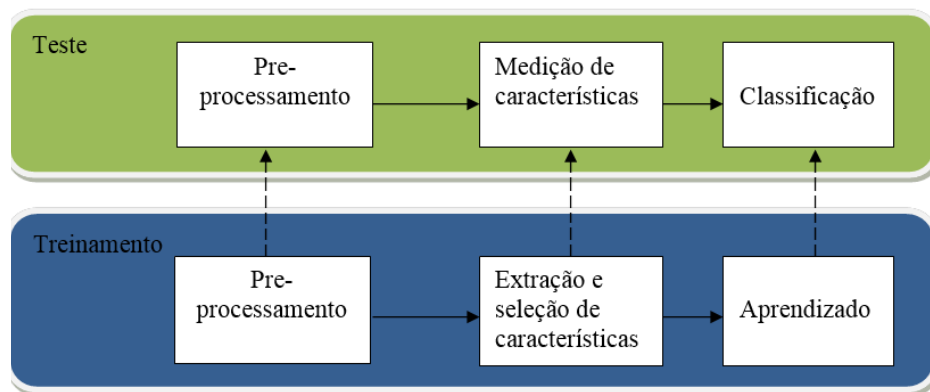 Teste
Pre-
processamento
Medição de
características
Classificação
Treinamento
Pre-
processamento
Extração e
seleção de
características
Aprendizado